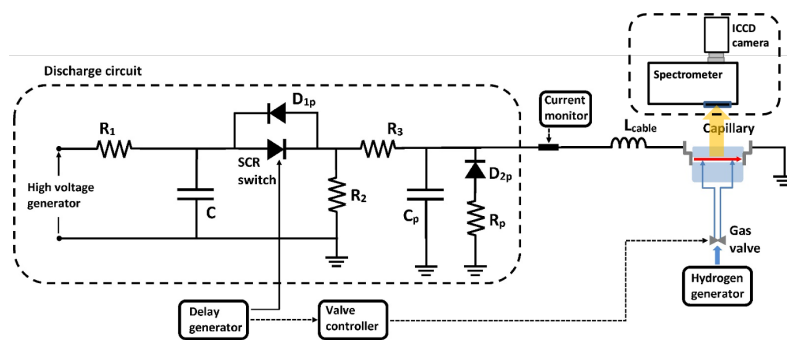 ICCD
camera
Spectrometer
Discharge circuit
D1p
Current
monitor
R1
R3
Lcable
Capillary
SCR
switch
D2p
High voltage
generator
C
R2
Cp
Rp
Gas
valve
Hydrogen
generator
Delay
generator
Valve
controller